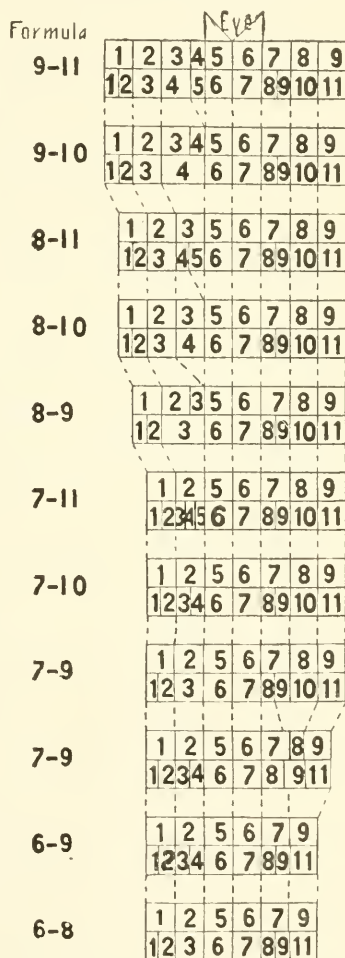 Eye
Formula
9-11
1 2 3 4 5 6 7 8 9
1 2 3 4 5 6 7 8 9 10 11
9-10
1 2 3 4 5 6 7 8 9
1 2 3 4 6 7 8 9 10 11
8-11
1 2 3 5 6 7 8 9
1 2 3 4 5 6 7 8 9 10 11
8-10
1 2 3 5 6 7 8 9
1 2 3 4 6 7 8 9 10 11
8-9
1 2 3 5 6 7 8 9
1 2 3 6 7 8 9 10 11
7-11
1 2 5 6 7 8 9
1 2 3 4 5 6 7 8 9 10 11
7-10
1 2 5 6 7 8 9
1 2 3 4 6 7 8 9 10 11
7-9
1 2 5 6 7 8 9
1 2 3 6 7 8 9 10 11
7-9
1 2 5 6 7 8 9
1 2 3 4 6 7 8 9 11
6-9
1 2 5 6 7 9
1 2 3 4 6 7 8 9 11
6-8
1 2 5 6 7 9
1 2 3 6 7 8 9 11